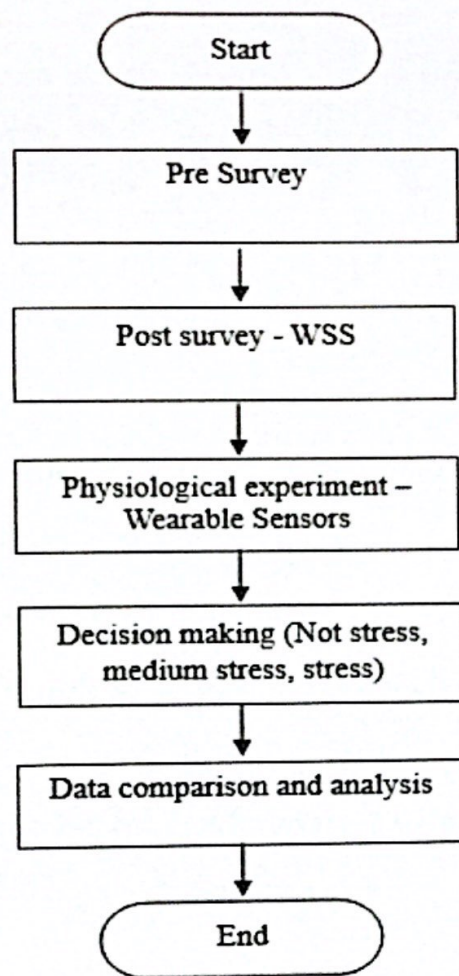 Start
Pre Survey
Post survey - WSS
Physiological experiment –
Wearable Sensors
Decision making (Not stress,
medium stress, stress)
Data comparison and analysis
End